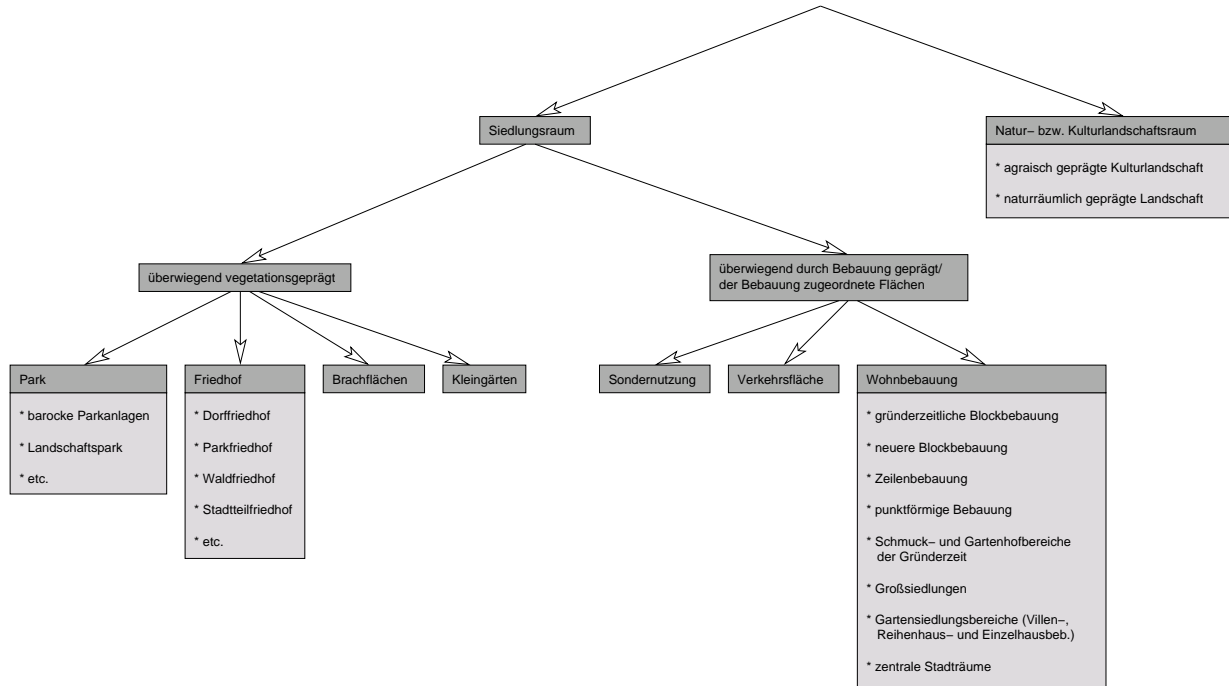 Siedlungsraum
Natur– bzw. Kulturlandschaftsraum
* agraisch geprägte Kulturlandschaft
* naturräumlich geprägte Landschaft
überwiegend vegetationsgeprägt
überwiegend durch Bebauung geprägt/
der Bebauung zugeordnete Flächen
Park
* barocke Parkanlagen
* Landschaftspark
* etc.
Friedhof
* Dorffriedhof
* Parkfriedhof
* Waldfriedhof
* Stadtteilfriedhof
* etc.
Brachflächen
Kleingärten
Sondernutzung
Verkehrsfläche
Wohnbebauung
* gründerzeitliche Blockbebauung
* neuere Blockbebauung
* Zeilenbebauung
* punktförmige Bebauung
* Schmuck– und Gartenhofbereiche
der Gründerzeit
* Großsiedlungen
* Gartensiedlungsbereiche (Villen–,
Reihenhaus– und Einzelhausbeb.)
* zentrale Stadträume